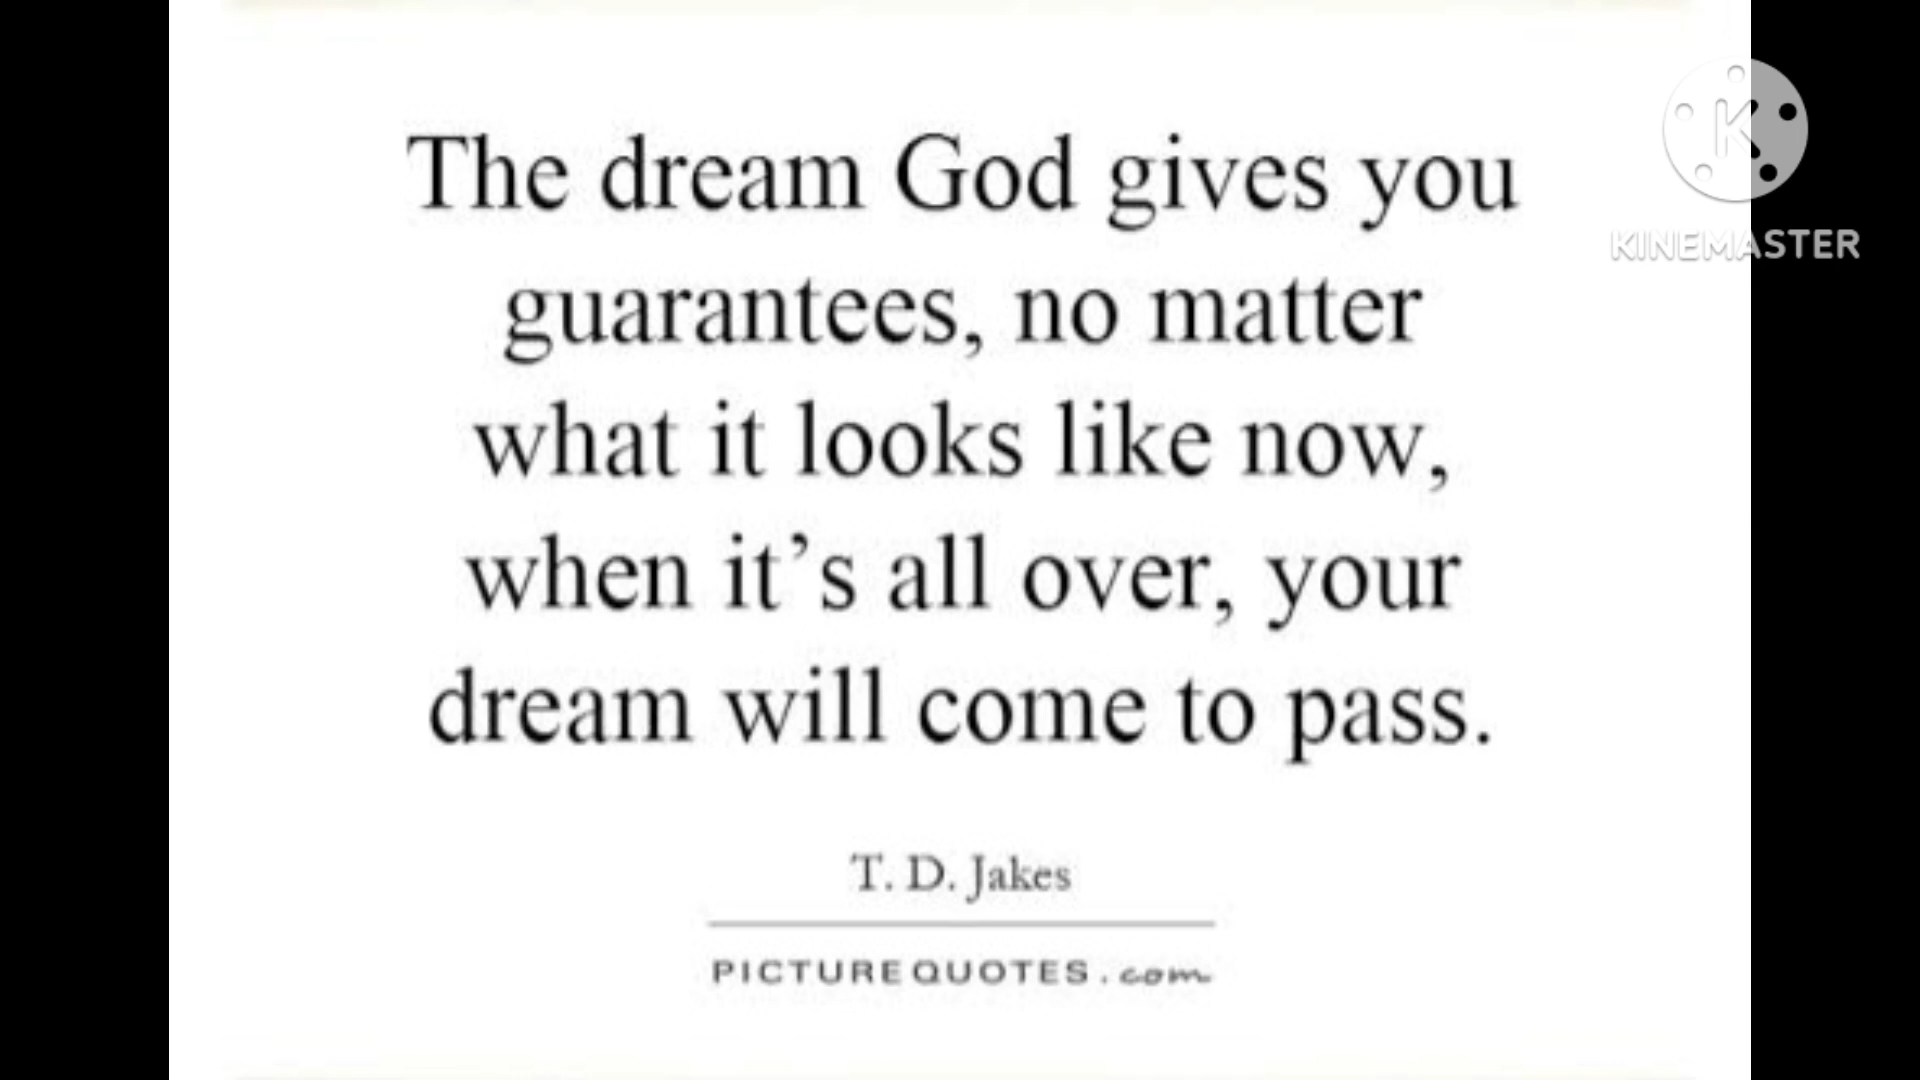 The dream God gives you
guarantees, no matter
what it looks like now,
when it’s all over, your
dream will come to pass.
T. D. Jakes
PICTUREQUOTES.com
K
KINEMASTER